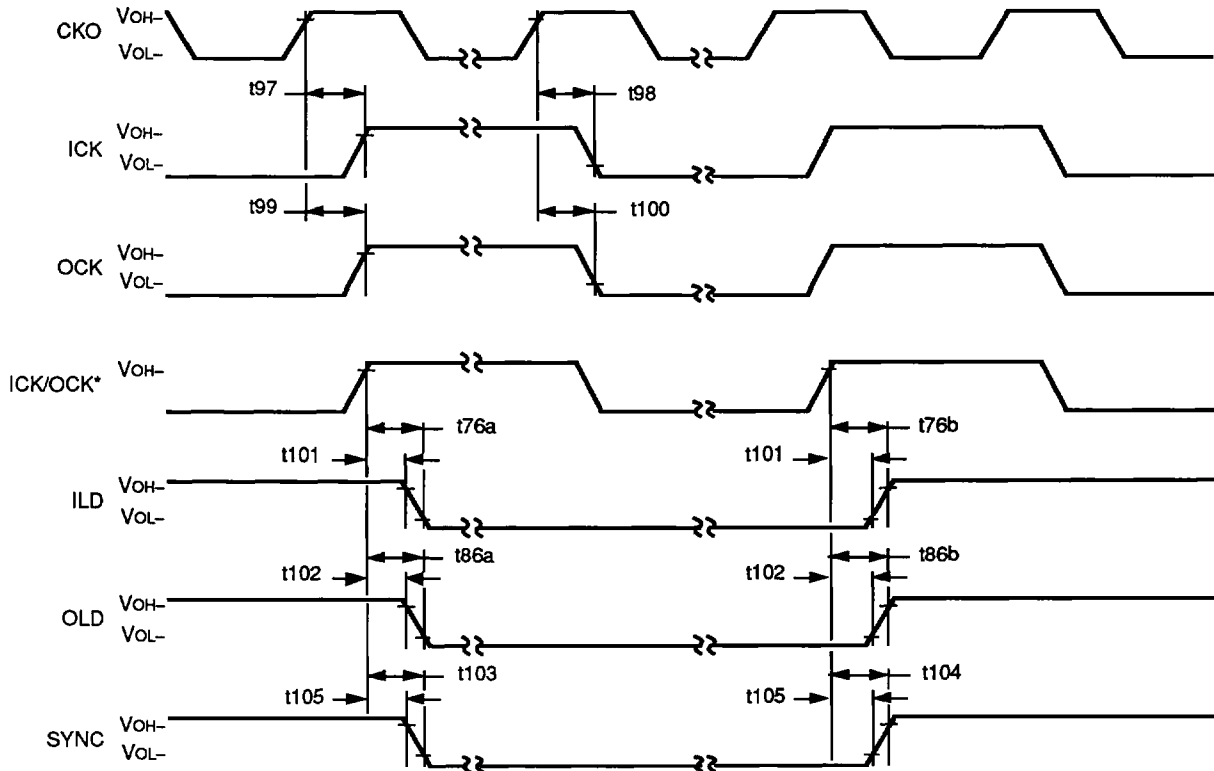 CKO
VOH–
VOL–
t97
t98
ICK
VOH–
VOL–
t99
t100
OCK
VOH–
VOL–
ICK/OCK*
VOH–
t76a
t76b
t101
t101
ILD
VOH–
VOL–
t86a
t86b
t102
t102
OLD
VOH–
VOL–
t103
t104
t105
t105
SYNC
VOH–
VOL–